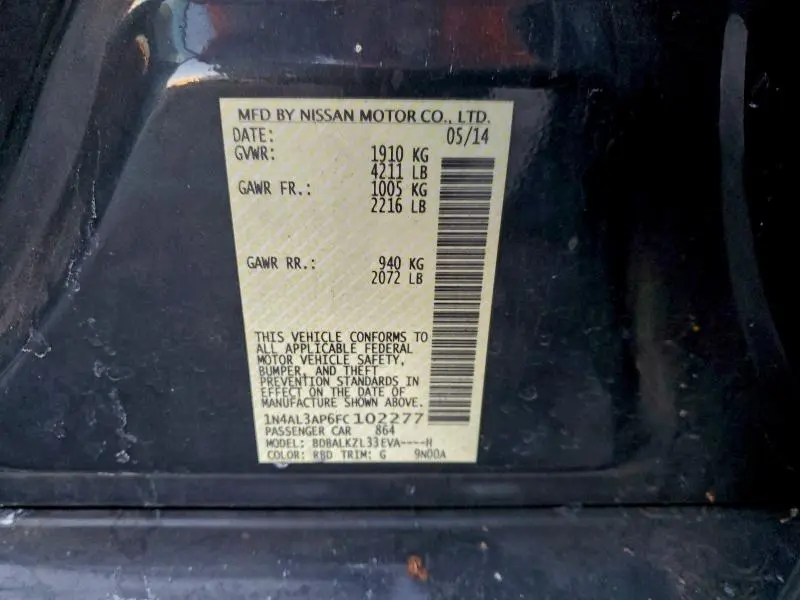 MFD BY NISSAN MOTOR CO., LTD.
DATE: 05/14
GVWR: 1910 KG
4211 LB
GAWR FR.: 1005 KG
2216 LB
GAWR RR.: 940 KG
2072 LB
THIS VEHICLE CONFORMS TO
ALL APPLICABLE FEDERAL
MOTOR VEHICLE SAFETY,
BUMPER, AND THEFT
PREVENTION STANDARDS IN
EFFECT ON THE DATE OF
MANUFACTURE SHOWN ABOVE.
1N4AL3AP6FC102277
PASSENGER CAR 864
MODEL: BDBALKZL33EVA----H
COLOR: RBD TRIM: G 9N00A